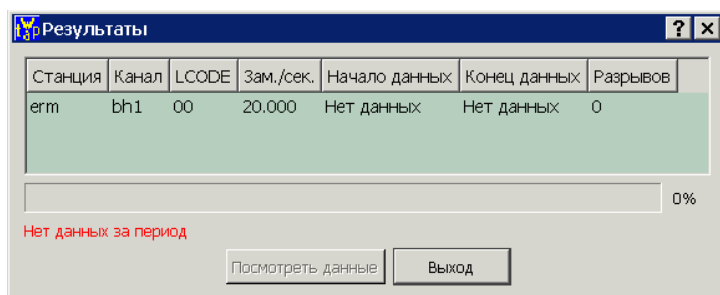 Результаты
Станция Канал LCODE Зам./сек. Начало данных Конец данных Разрывов
erm bh1 00 20.000 Нет данных Нет данных 0
0%
Нет данных за период
Посмотреть данные Выход